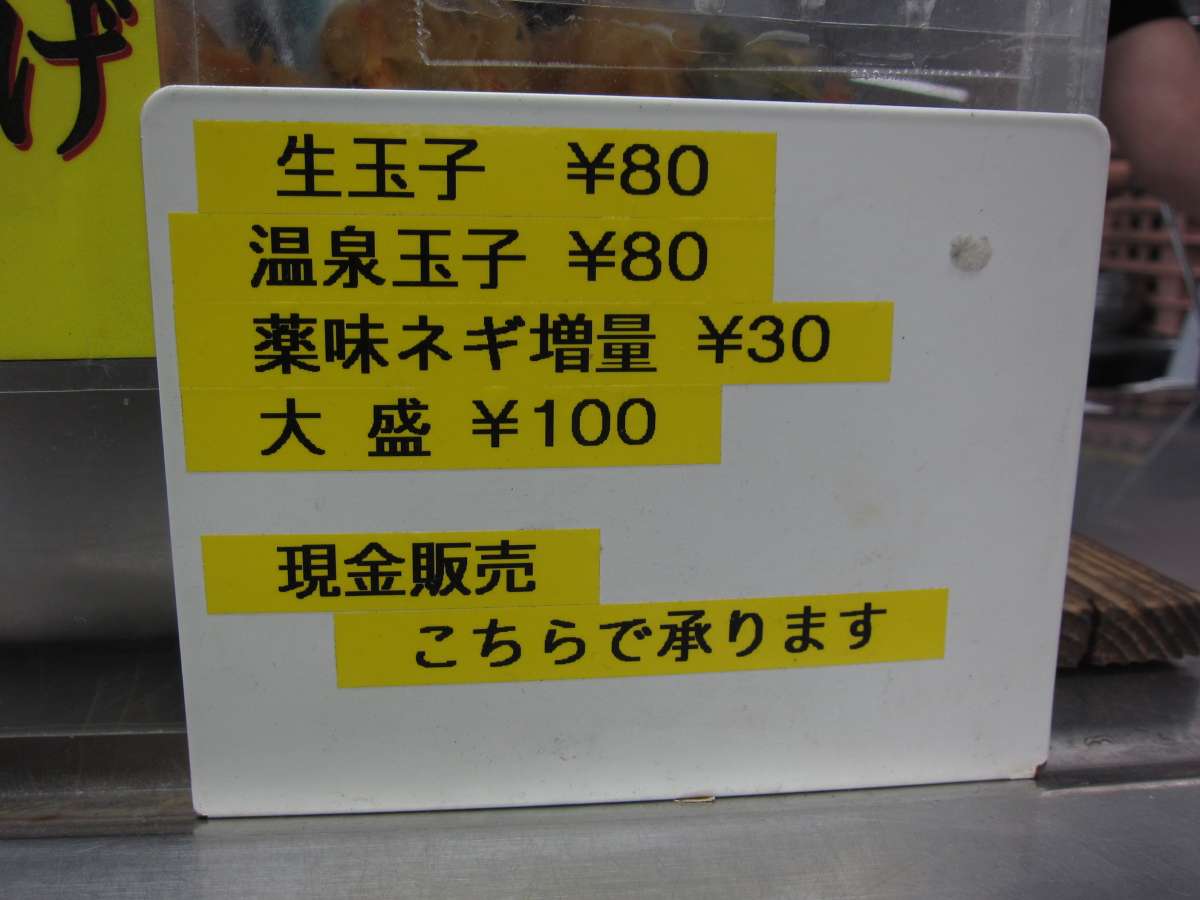 げ
生玉子 ¥80
温泉玉子 ¥80
薬味ネギ増量 ¥30
大 盛 ¥100
現金販売
こちらで承ります